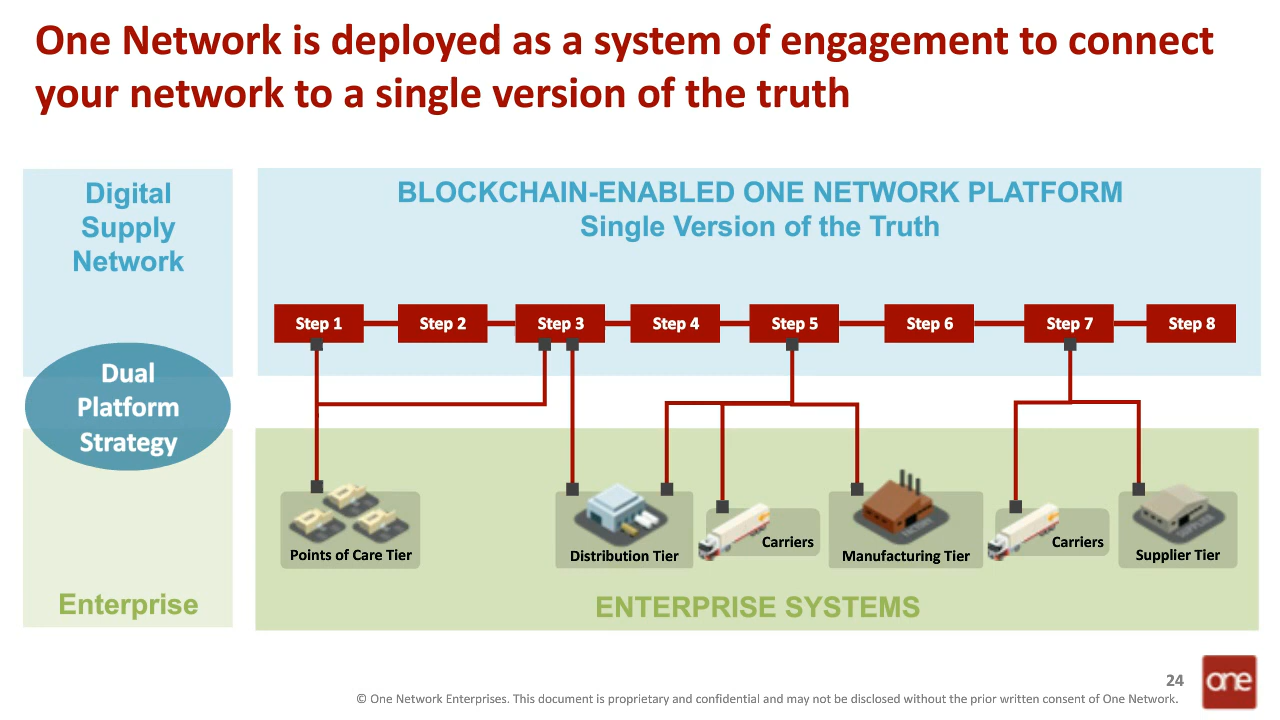 One Network is deployed as a system of engagement to connect
your network to a single version of the truth
Digital
Supply
Network
BLOCKCHAIN-ENABLED ONE NETWORK PLATFORM
Single Version of the Truth
Step 1
Step 2
Step 3
Step 4
Step 5
Step 6
Step 7
Step 8
Dual
Platform
Strategy
Points of Care Tier
Distribution Tier
Carriers
Manufacturing Tier
Carriers
SUPPLIER
Supplier Tier
Enterprise
ENTERPRISE SYSTEMS
24
© One Network Enterprises. This document is proprietary and confidential and may not be disclosed without the prior written consent of One Network.
one